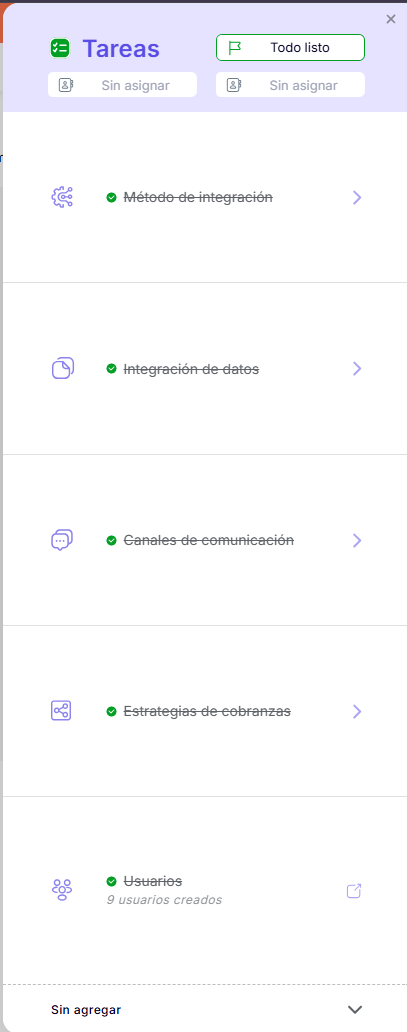 Tareas
Todo listo
Sin asignar
Sin asignar
Método de integración
Integración de datos
Canales de comunicación
Estrategias de cobranzas
Usuarios
9 usuarios creados
Sin agregar